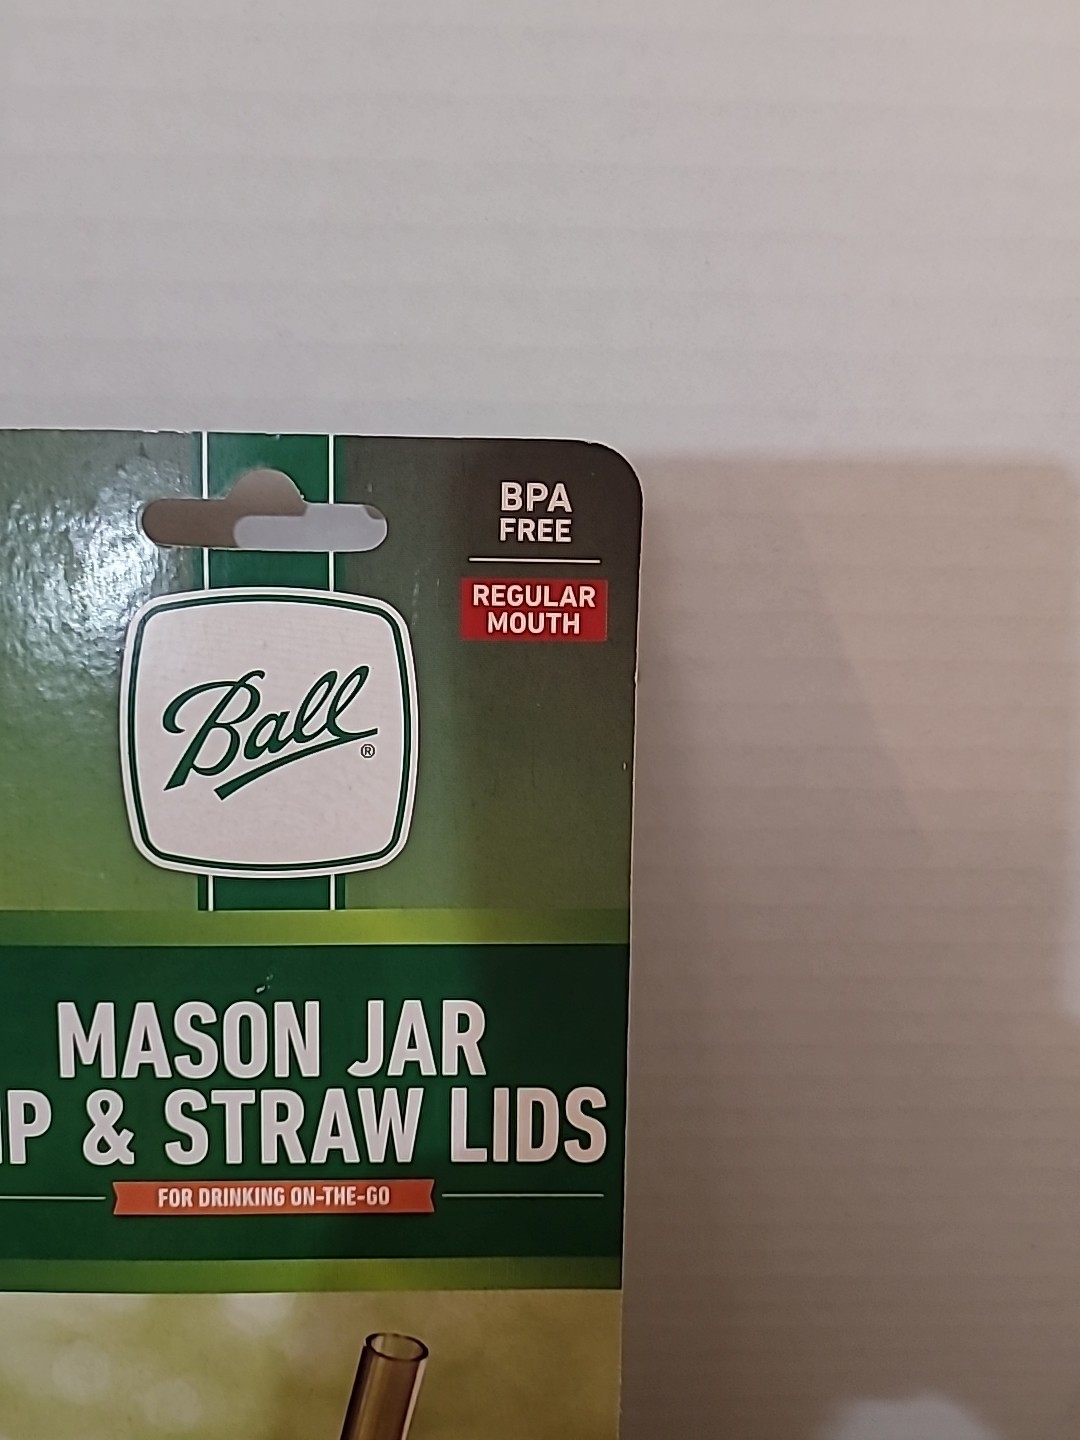 BPA
FREE
REGULAR
MOUTH
Ball®
MASON JAR
& STRAW LIDS
FOR DRINKING ON-THE-GO